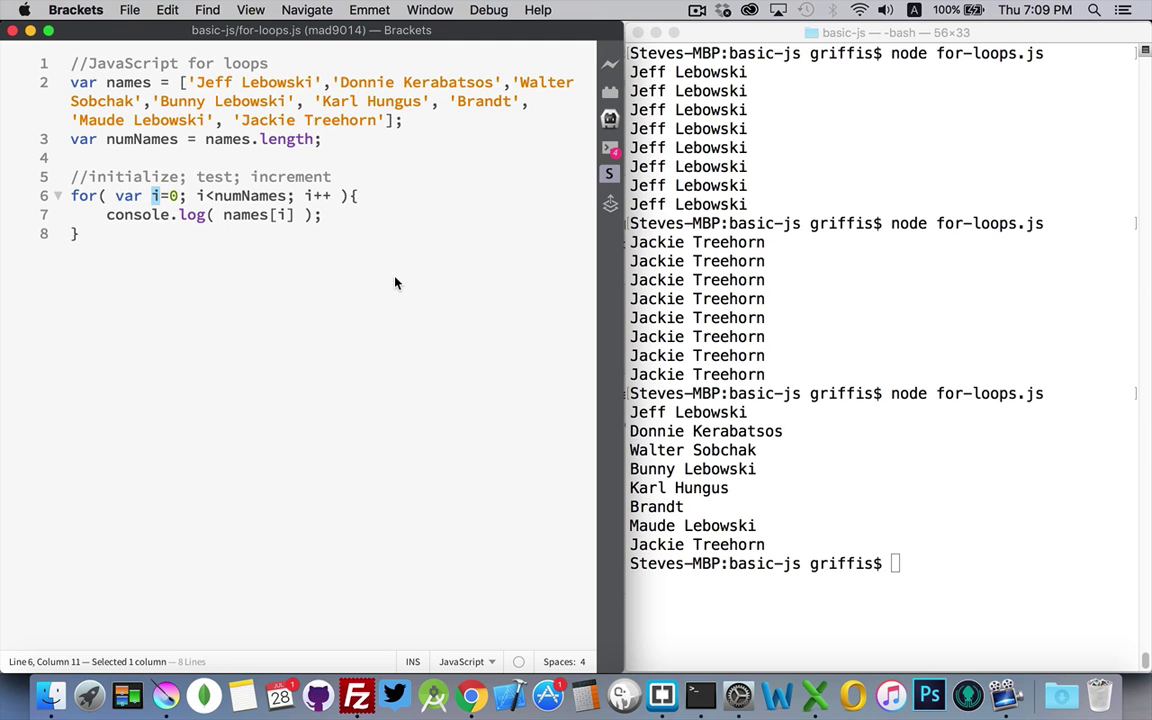 Brackets File Edit Find View Navigate Emmet Window Debug Help 100% Thu 7:09 PM
basic-js/for-loops.js (mad9014) — Brackets
1 //JavaScript for loops
2 var names = ['Jeff Lebowski','Donnie Kerabatsos','Walter
Sobchak','Bunny Lebowski', 'Karl Hungus', 'Brandt',
'Maude Lebowski', 'Jackie Treehorn'];
3 var numNames = names.length;
4
5 //initialize; test; increment
6 for( var i=0; i<numNames; i++ ){
7 console.log( names[i] );
8 }
Line 6, Column 11 — Selected 1 column — 8 Lines INS JavaScript Spaces: 4
basic-js — -bash — 56×33
Steves-MBP:basic-js griffis$ node for-loops.js
Jeff Lebowski
Jeff Lebowski
Jeff Lebowski
Jeff Lebowski
Jeff Lebowski
Jeff Lebowski
Jeff Lebowski
Jeff Lebowski
Steves-MBP:basic-js griffis$ node for-loops.js
Jackie Treehorn
Jackie Treehorn
Jackie Treehorn
Jackie Treehorn
Jackie Treehorn
Jackie Treehorn
Jackie Treehorn
Jackie Treehorn
Steves-MBP:basic-js griffis$ node for-loops.js
Jeff Lebowski
Donnie Kerabatsos
Walter Sobchak
Bunny Lebowski
Karl Hungus
Brandt
Maude Lebowski
Jackie Treehorn
Steves-MBP:basic-js griffis$